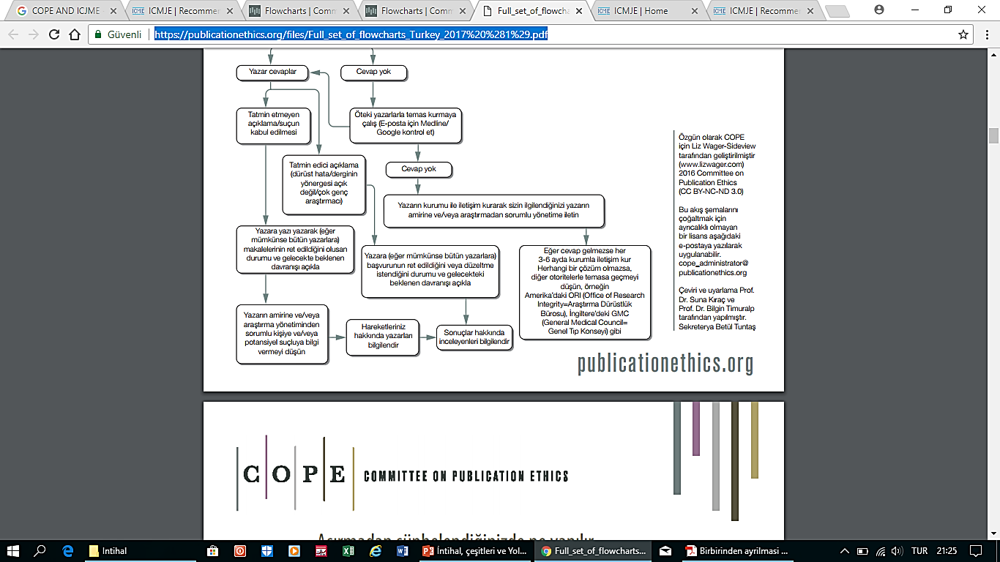 COPE AND ICJME -
ICMJE | Recommen
Flowcharts | Comm
Flowcharts | Comm
Full_set_of_flowcha
ICMJE | Home
ICMJE | Recommen
Güvenli
https://publicationethics.org/files/Full_set_of_flowcharts_Turkey_2017%20%281%29.pdf
Yazar cevaplar
Cevap yok
Tatmin etmeyen
açıklama/suçun
kabul edilmesi
Öteki yazarlarla temas kurmaya
çalış (E-posta için Medline/
Google kontrol et)
Tatmin edici açıklama
(dürüst hata/derginin
yönergesi açık
değil/çok genç
araştırmacı)
Cevap yok
Yazarın kurumu ile iletişim kurarak sizin ilgilendiğinizi yazarın
amirine ve/veya araştırmadan sorumlu yönetime iletin
Yazara yazı yazarak (eğer
mümkünse bütün yazarlara)
makalelerinin ret edildiğini olusan
durumu ve gelecekte beklenen
davranışı açıkla
Yazara (eğer mümkünse bütün yazarlara)
başvurunun ret edildiğini veya düzeltme
istendiğini durumu ve gelecekteki
beklenen davranışı açıkla
Eğer cevap gelmezse her
3-6 ayda kurumla iletişim kur
Herhangi bir çözüm olmazsa,
diğer otoritelerle temasa geçmeyi
düşün, örneğin
Amerika'daki ORI (Office of Research
Integrity=Araştırma Dürüstlük
Bürosu), İngiltere'deki GMC
(General Medical Council=
Genel Tıp Konseyi) gibi
Yazarın amirine ve/veya
araştırma yönetiminden
sorumlu kişiye ve/veya
potansiyel suçluya bilgi
vermeyi düşün
Hareketleriniz
hakkında yazarları
bilgilendir
Sonuçlar hakkında
inceleyenleri bilgilendir
Özgün olarak COPE
için Liz Wager-Sideview
tarafından geliştirilmiştir
(www.lizwager.com)
2016 Committee on
Publication Ethics
(CC BY-NC-ND 3.0)
Bu akış şemalarını
çoğaltmak için
ayrıcalıklı olmayan
bir lisans aşağıdaki
e-postaya yazılarak
uygulanabilir.
cope_administrator@
publicationethics.org
Çeviri ve uyarlama Prof.
Dr. Suna Kıraç ve
Prof. Dr. Bilgin Timuralp
tarafından yapılmıştır.
Sekreterya Betül Tuntaş
publicationethics.org
COPE
COMMITTEE ON PUBLICATION ETHICS
Aşırmadan şüphelendiğinizde ne yapılır
Intihal
İntihal, çeşitleri ve Yol...
Full_set_of_flowcharts...
Birbirinden ayrilmasi ...
TUR
21:25